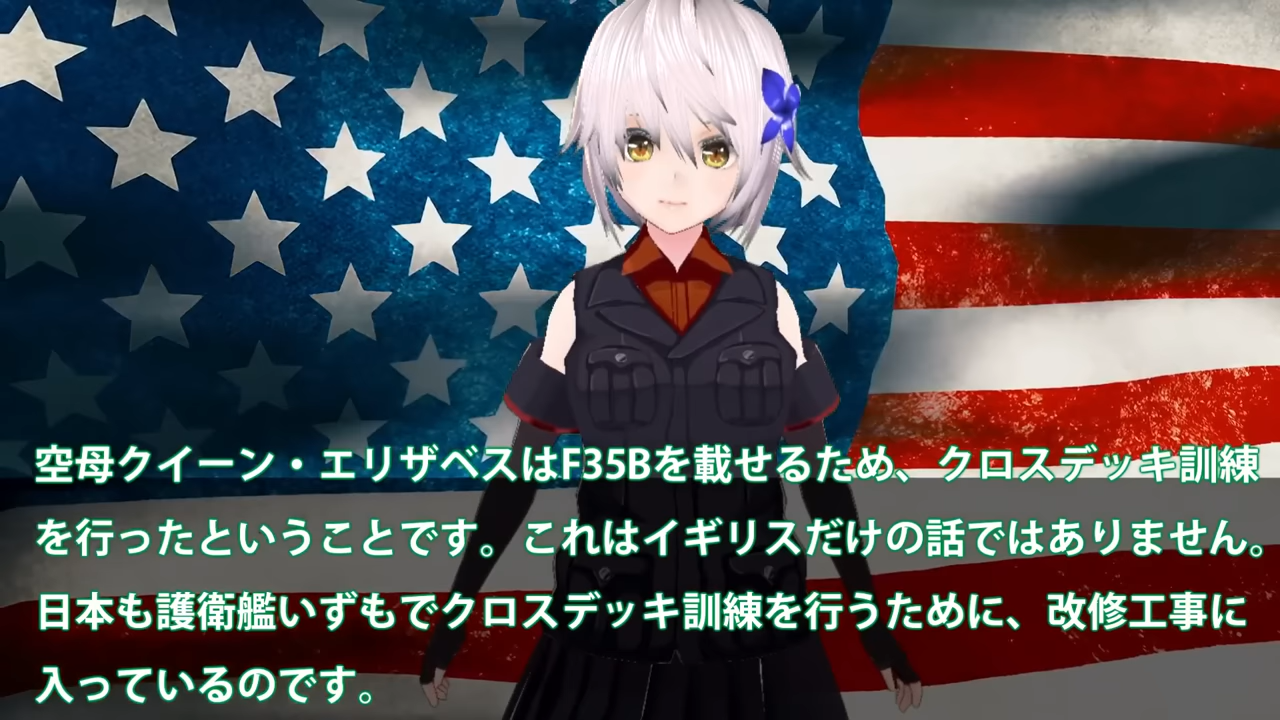 空母クイーン・エリザベスはF35Bを載せるため、クロスデッキ訓練
を行ったということです。これはイギリスだけの話ではありません。
日本も護衛艦いずもでクロスデッキ訓練を行うために、改修工事に
入っているのです。